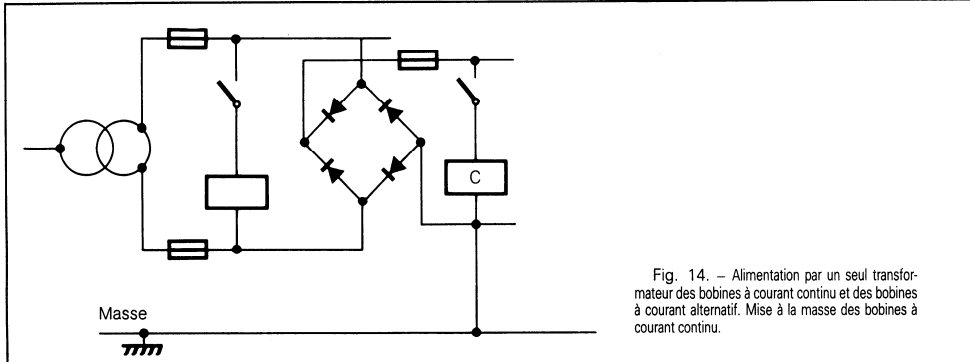 C
Masse
Fig. 14. – Alimentation par un seul transfor-
mateur des bobines à courant continu et des bobines
à courant alternatif. Mise à la masse des bobines à
courant continu.